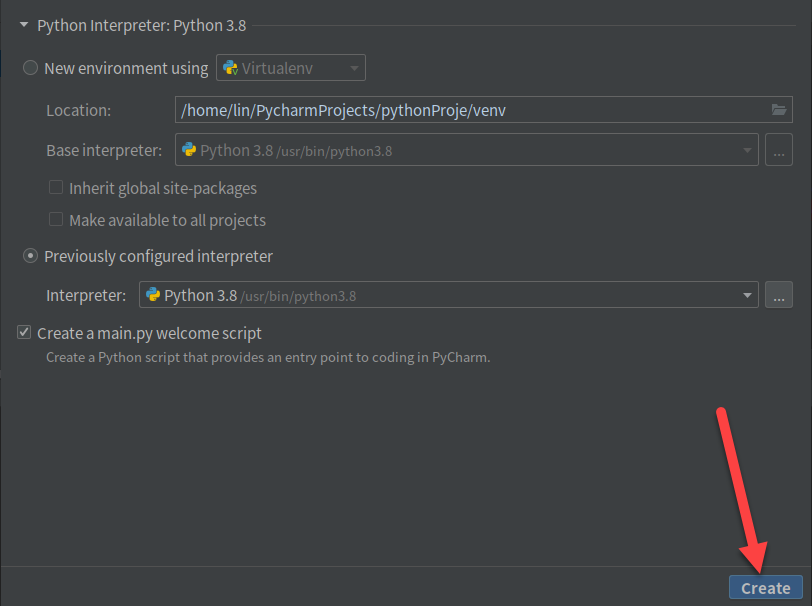 Python Interpreter: Python 3.8
New environment using Virtualenv
Location: /home/lin/PycharmProjects/pythonProje/venv
Base interpreter: Python 3.8 /usr/bin/python3.8 ...
Inherit global site-packages
Make available to all projects
Previously configured interpreter
Interpreter: Python 3.8 /usr/bin/python3.8 ...
Create a main.py welcome script
Create a Python script that provides an entry point to coding in PyCharm.
Create